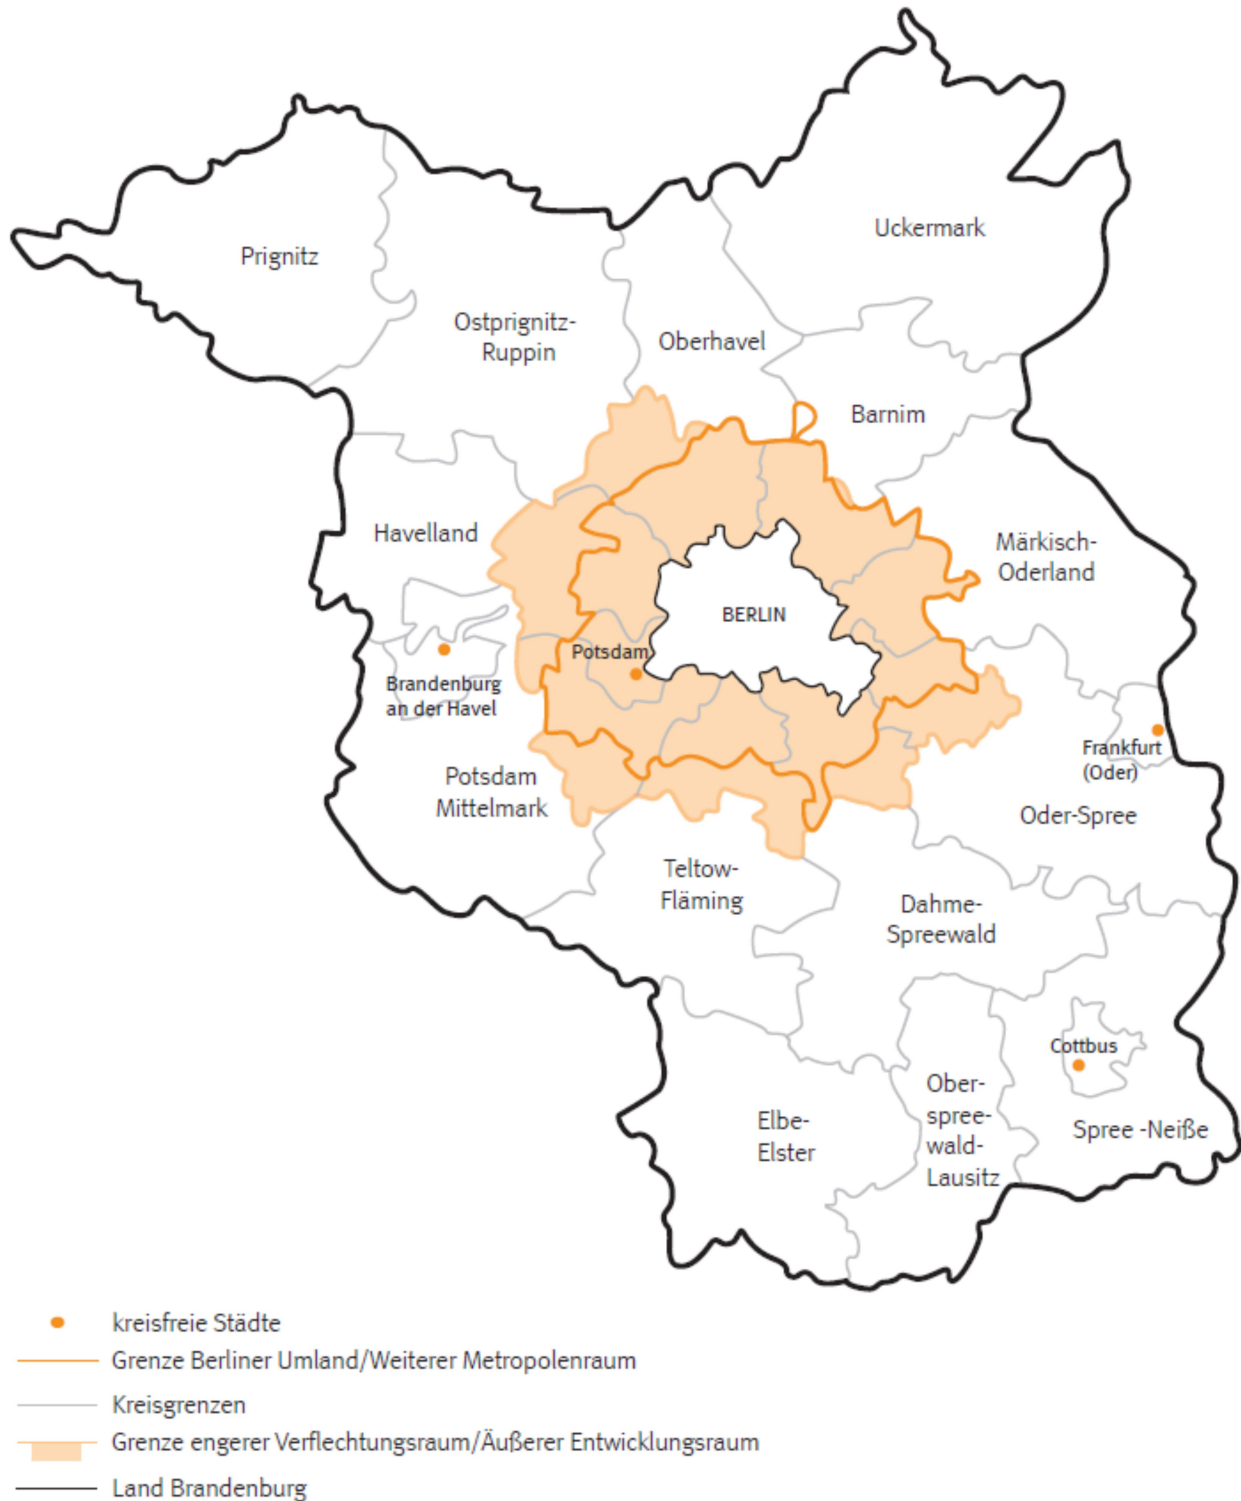 Uckermark
Prignitz
Ostprignitz-
Ruppin
Oberhavel
Barnim
Havelland
Märkisch-
Oderland
BERLIN
Potsdam
Brandenburg
an der Havel
Frankfurt
(Oder)
Potsdam
Mittelmark
Oder-Spree
Teltow-
Fläming
Dahme-
Spreewald
Cottbus
Ober-
spree-
wald-
Lausitz
Elbe-
Elster
Spree -Neiße
kreisfreie Städte
Grenze Berliner Umland/Weiterer Metropolenraum
Kreisgrenzen
Grenze engerer Verflechtungsraum/Äußerer Entwicklungsraum
Land Brandenburg